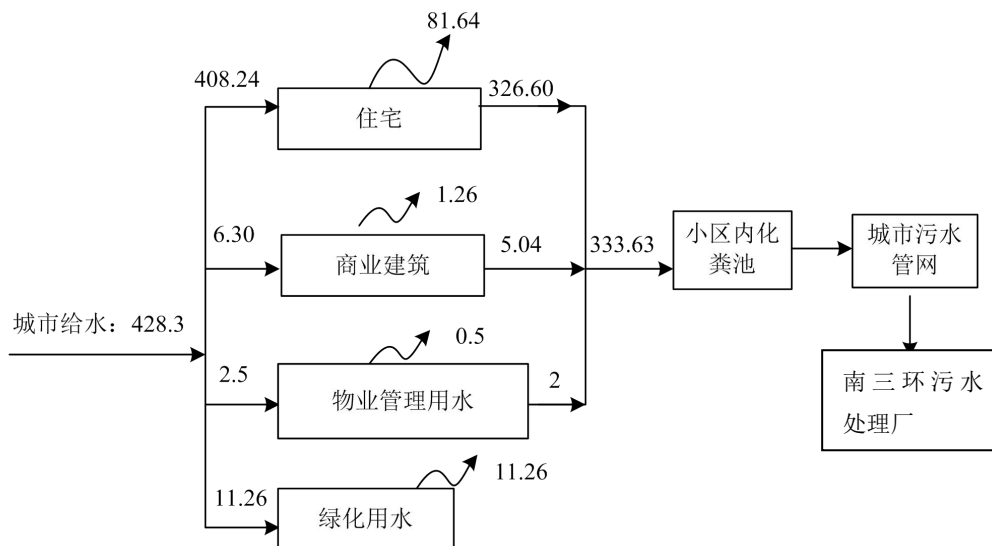 81.64
408.24
326.60
住宅
1.26
6.30
商业建筑
5.04
333.63
小区内化
粪池
城市污水
管网
城市给水：428.3
0.5
2.5
物业管理用水
2
南三环污水
处理厂
11.26
11.26
绿化用水